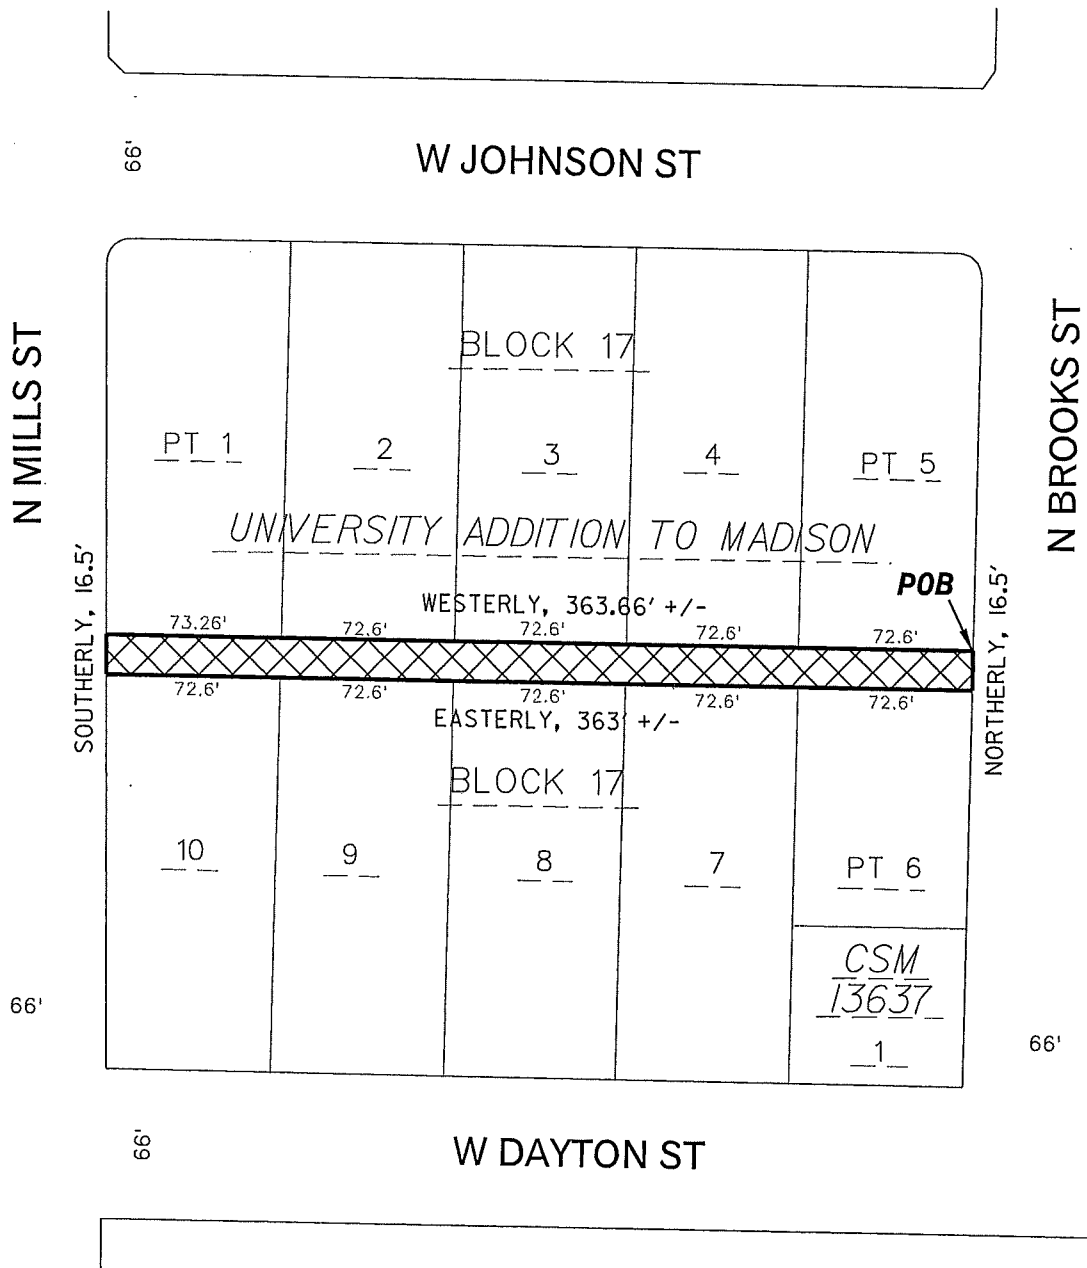 66'
W JOHNSON ST
N MILLS ST
N BROOKS ST
BLOCK 17
PT 1
2
3
4
PT 5
UNIVERSITY ADDITION TO MADISON
POB
WESTERLY, 363.66' +/-
SOUTHERLY, 16.5'
NORTHERLY, 16.5'
73.26'
72.6'
72.6'
72.6'
72.6'
72.6'
72.6'
72.6'
72.6'
72.6'
EASTERLY, 363' +/-
BLOCK 17
10
9
8
7
PT 6
CSM
13637
1
66'
66'
66'
W DAYTON ST